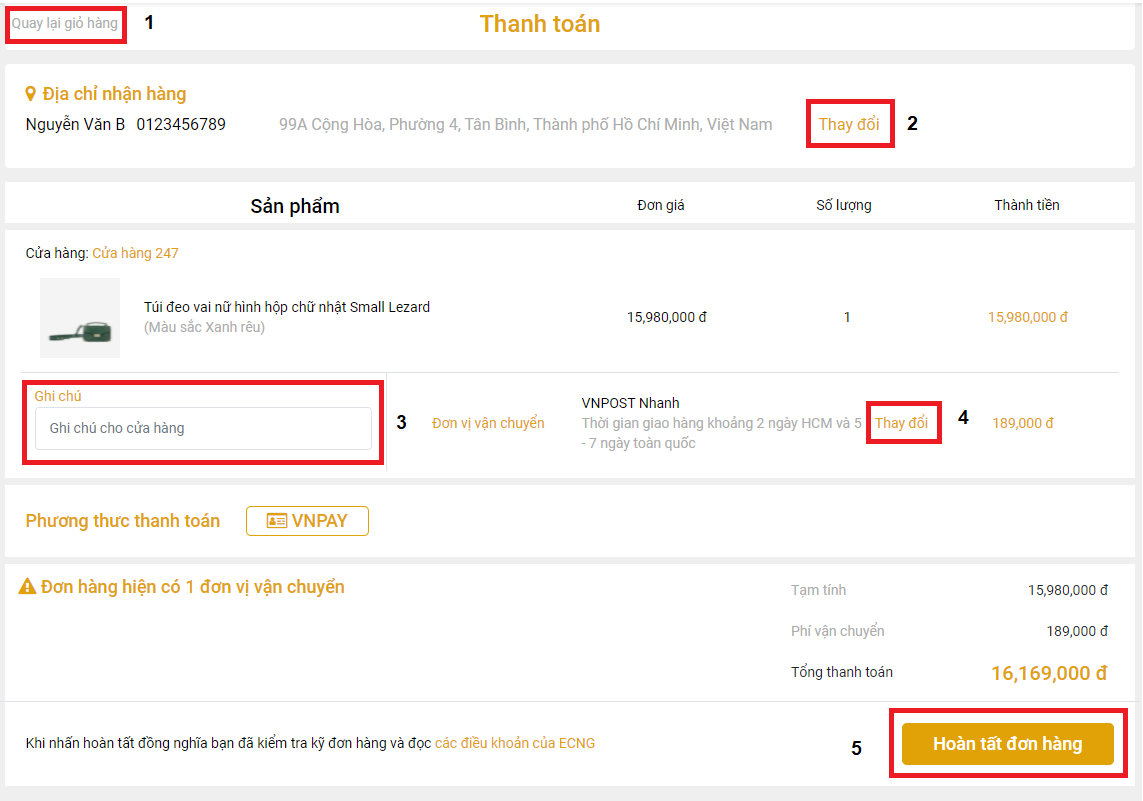 Quay lại giỏ hàng 1 Thanh toán
Địa chỉ nhận hàng
Nguyễn Văn B 0123456789 99A Cộng Hòa, Phường 4, Tân Bình, Thành phố Hồ Chí Minh, Việt Nam Thay đổi 2
Sản phẩm Đơn giá Số lượng Thành tiền
Cửa hàng: Cửa hàng 247
Túi đeo vai nữ hình hộp chữ nhật Small Lezard
(Màu sắc Xanh rêu)
15,980,000 đ 1 15,980,000 đ
Ghi chú
Ghi chú cho cửa hàng
3 Đơn vị vận chuyển
VNPOST Nhanh
Thời gian giao hàng khoảng 2 ngày HCM và 5
- 7 ngày toàn quốc
Thay đổi 4 189,000 đ
Phương thưc thanh toán VNPAY
Đơn hàng hiện có 1 đơn vị vận chuyển
Tạm tính 15,980,000 đ
Phí vận chuyển 189,000 đ
Tổng thanh toán 16,169,000 đ
Khi nhấn hoàn tất đồng nghĩa bạn đã kiểm tra kỹ đơn hàng và đọc các điều khoản của ECNG 5 Hoàn tất đơn hàng